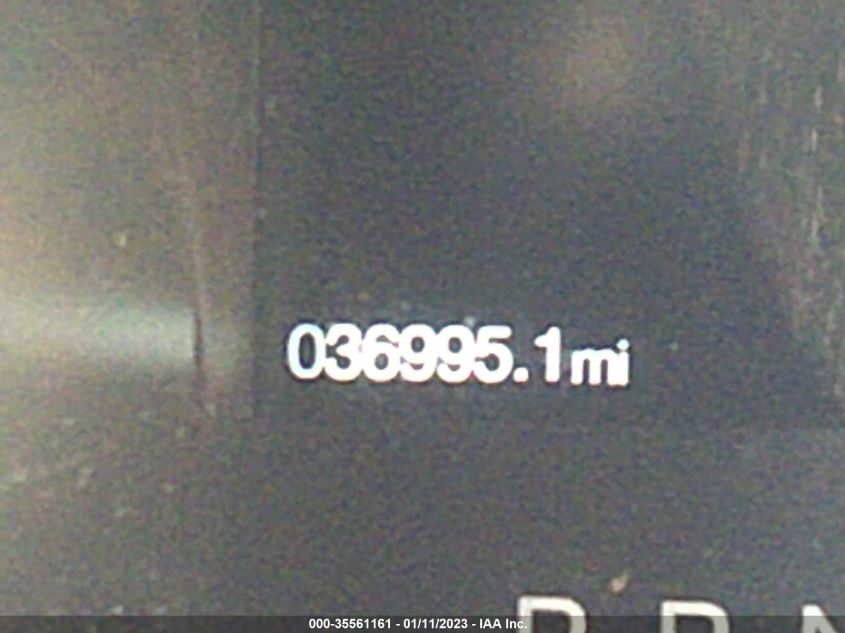 036995.1mi
P R N
000-35561161 - 01/11/2023 - IAA Inc.